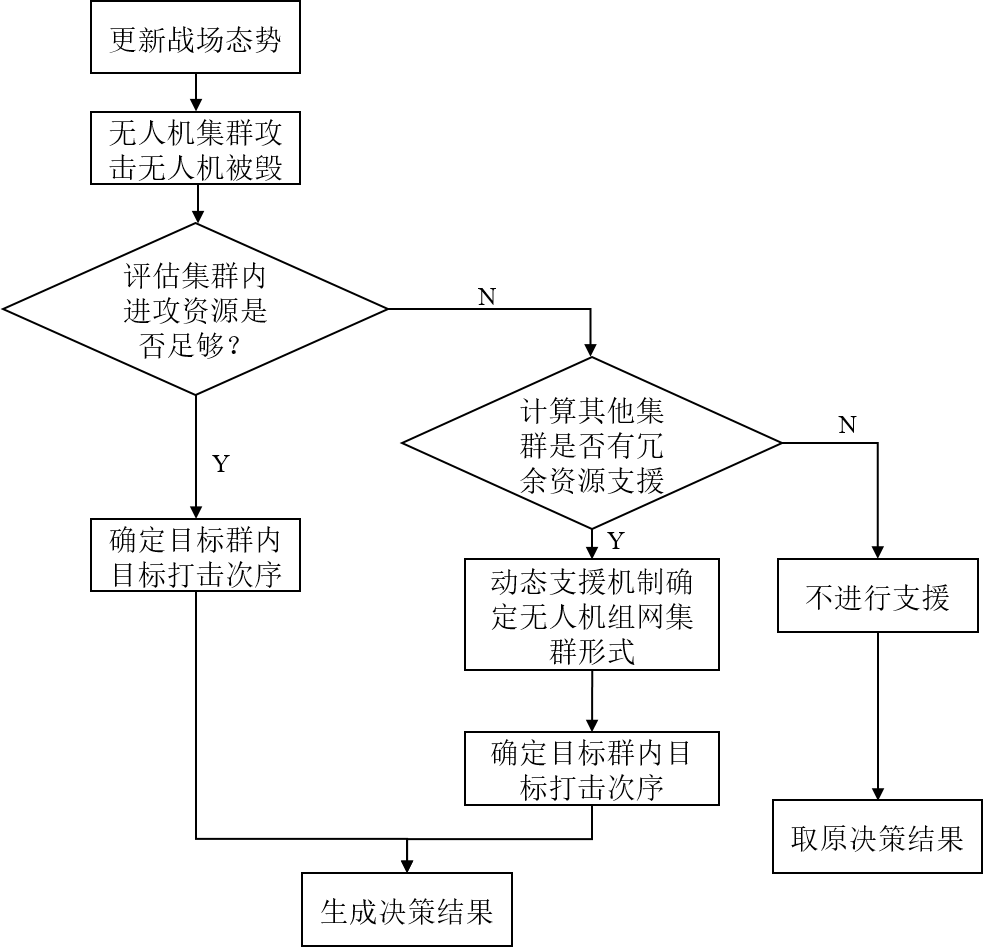 更新战场态势
无人机集群攻
击无人机被毁
评估集群内
进攻资源是
否足够？
N
计算其他集
群是否有冗
余资源支援
N
Y
Y
确定目标群内
目标打击次序
动态支援机制确
定无人机组网集
群形式
不进行支援
确定目标群内目
标打击次序
取原决策结果
生成决策结果